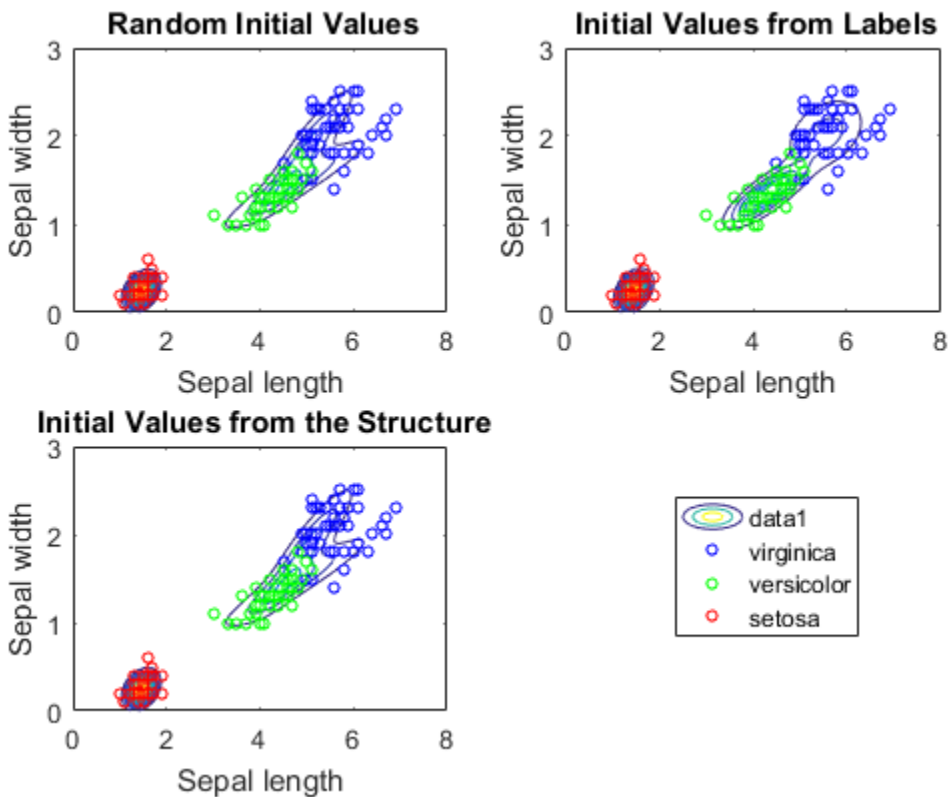 Random Initial Values
3
2
1
0
Sepal width
0 2 4 6 8
Sepal length
Initial Values from Labels
3
2
1
0
Sepal width
0 2 4 6 8
Sepal length
Initial Values from the Structure
3
2
1
0
Sepal width
0 2 4 6 8
Sepal length
data1
virginica
versicolor
setosa